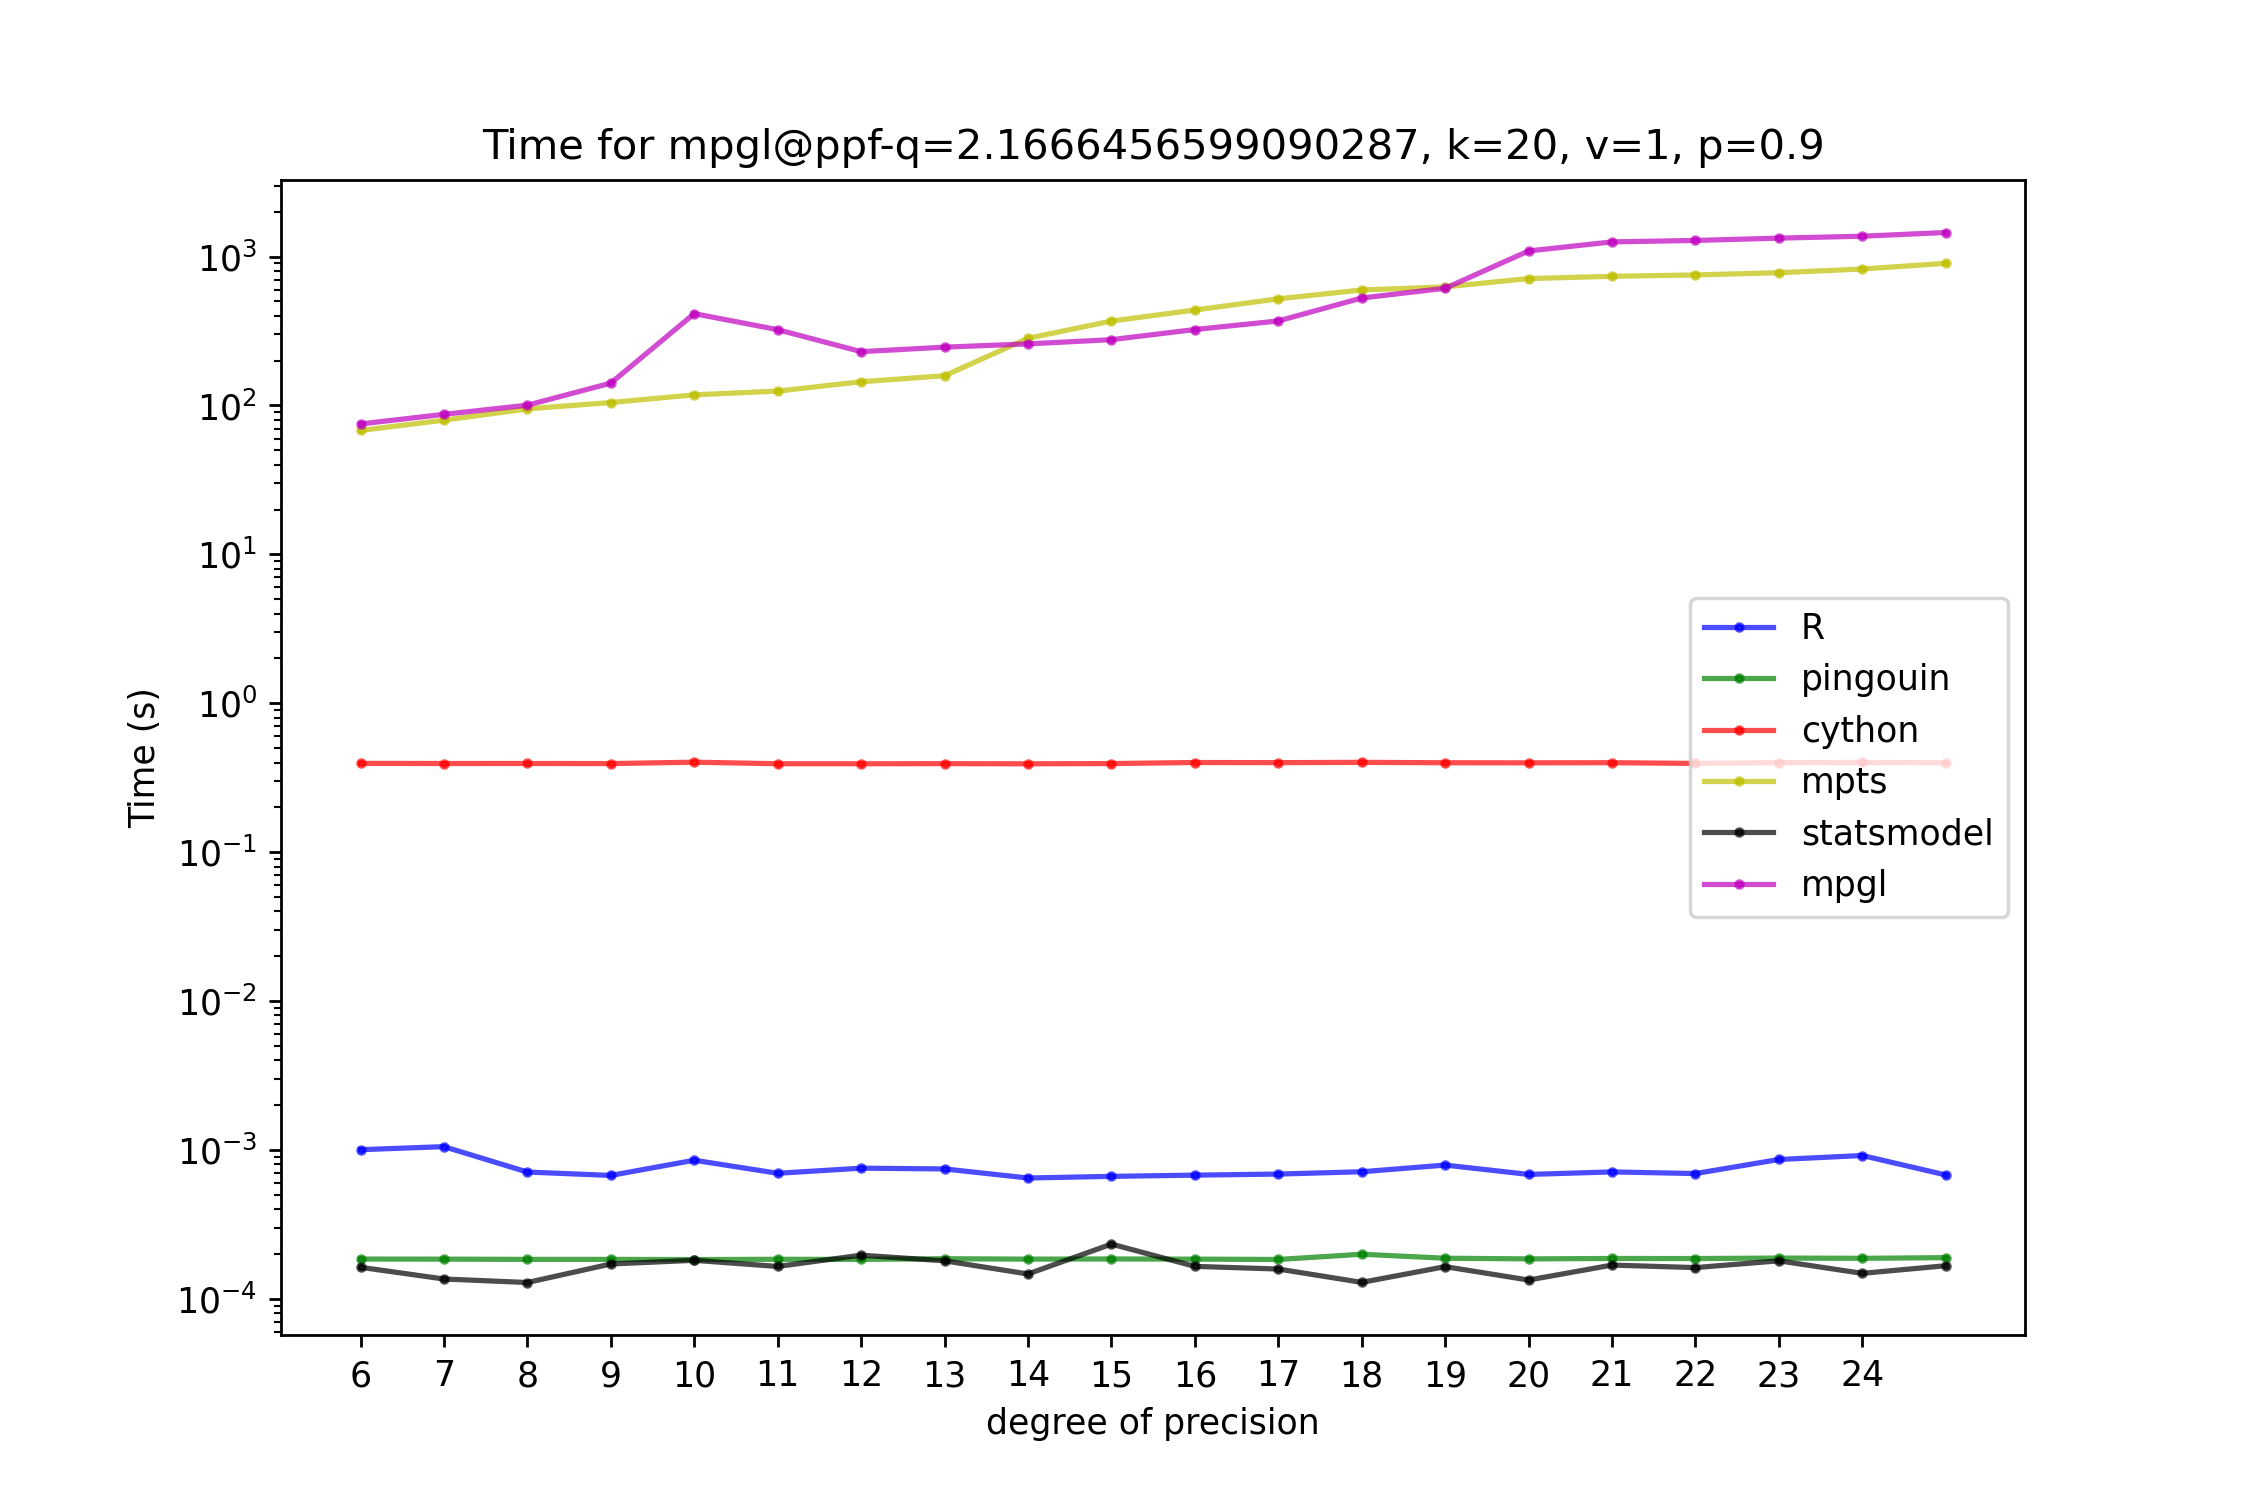 Time for mpgl@ppf-q=2.1666456599090287, k=20, v=1, p=0.9
10³
10²
10¹
10⁰
10⁻¹
10⁻²
10⁻³
10⁻⁴
Time (s)
R
pingouin
cython
mpts
statsmodel
mpgl
6 7 8 9 10 11 12 13 14 15 16 17 18 19 20 21 22 23 24
degree of precision